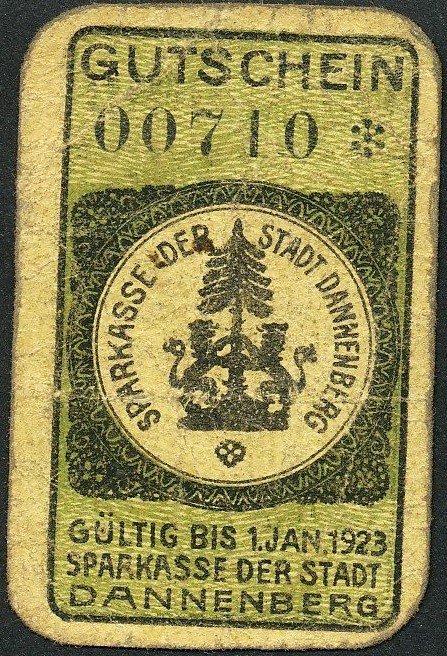 GUTSCHEIN
00710 *
SPARKASSE DER STADT DANNENBERG
GÜLTIG BIS 1.JAN.1923
SPARKASSE DER STADT
DANNENBERG